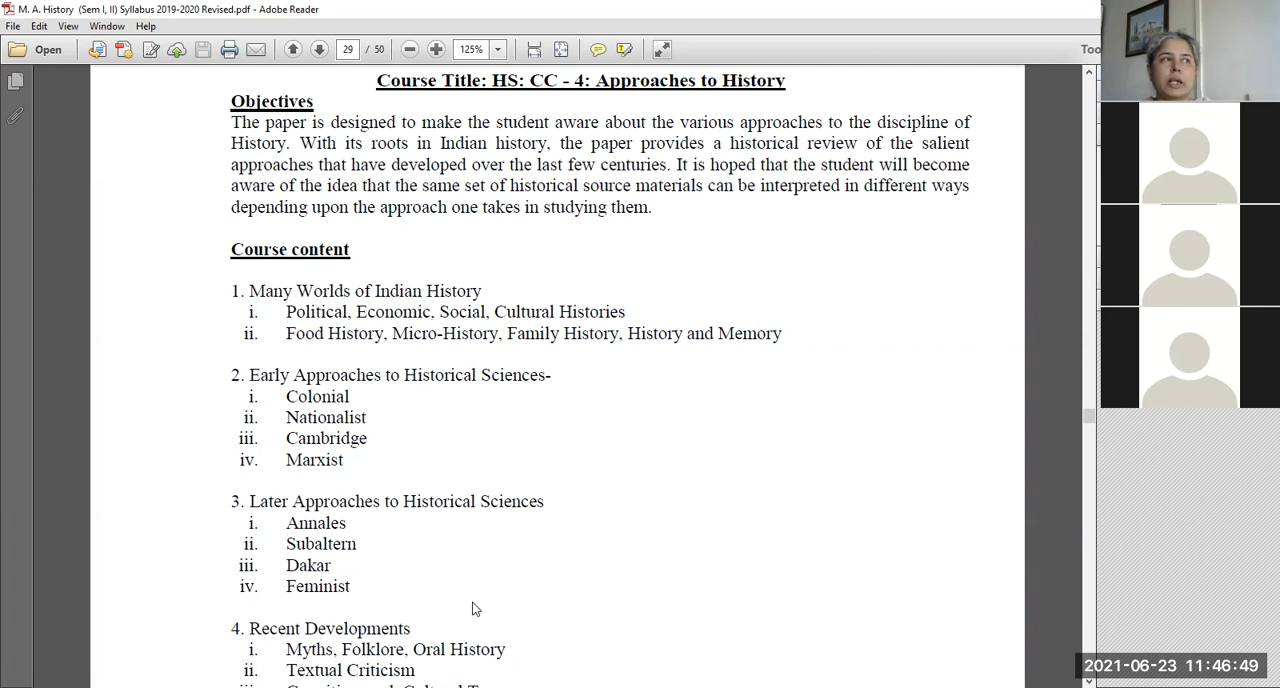 M. A. History (Sem I, II) Syllabus 2019-2020 Revised.pdf - Adobe Reader
File Edit View Window Help
Open 29 / 50 125% Too
Course Title: HS: CC - 4: Approaches to History
Objectives
The paper is designed to make the student aware about the various approaches to the discipline of
History. With its roots in Indian history, the paper provides a historical review of the salient
approaches that have developed over the last few centuries. It is hoped that the student will become
aware of the idea that the same set of historical source materials can be interpreted in different ways
depending upon the approach one takes in studying them.
Course content
1. Many Worlds of Indian History
i. Political, Economic, Social, Cultural Histories
ii. Food History, Micro-History, Family History, History and Memory
2. Early Approaches to Historical Sciences-
i. Colonial
ii. Nationalist
iii. Cambridge
iv. Marxist
3. Later Approaches to Historical Sciences
i. Annales
ii. Subaltern
iii. Dakar
iv. Feminist
4. Recent Developments
i. Myths, Folklore, Oral History
ii. Textual Criticism
2021-06-23 11:46:49